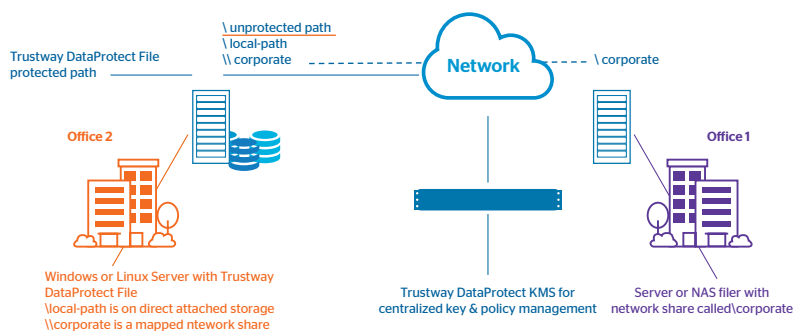 \ unprotected path
\ local-path
\\ corporate
Trustway DataProtect File
protected path
Network
\ corporate
Office 2
Office 1
Windows or Linux Server with Trustway
DataProtect File
\local-path is on direct attached storage
\\corporate is a mapped ntework share
Trustway DataProtect KMS for
centralized key & policy management
Server or NAS filer with
network share called\corporate